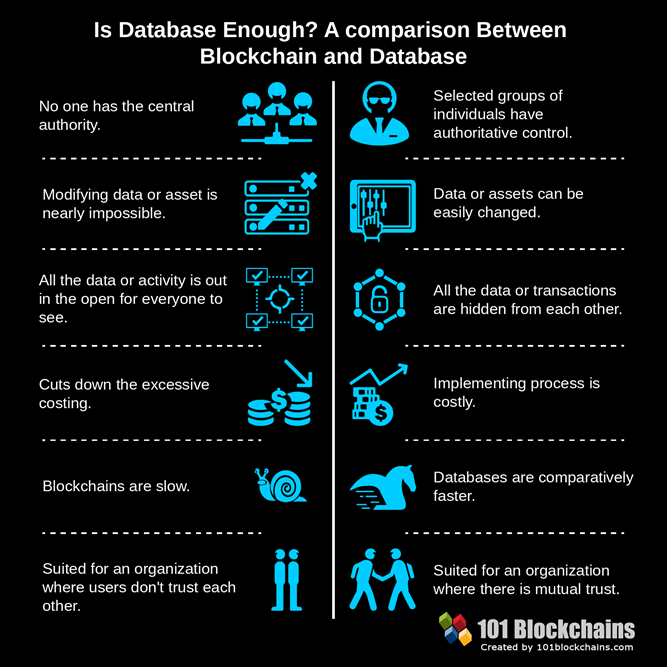 Is Database Enough? A comparison Between
Blockchain and Database
No one has the central
authority.
Selected groups of
individuals have
authoritative control.
Modifying data or asset is
nearly impossible.
Data or assets can be
easily changed.
All the data or activity is out
in the open for everyone to
see.
All the data or transactions
are hidden from each other.
Cuts down the excessive
costing.
Implementing process is
costly.
Blockchains are slow.
Databases are comparatively
faster.
Suited for an organization
where users don't trust each
other.
Suited for an organization
where there is mutual trust.
101 Blockchains
Created by 101blockchains.com